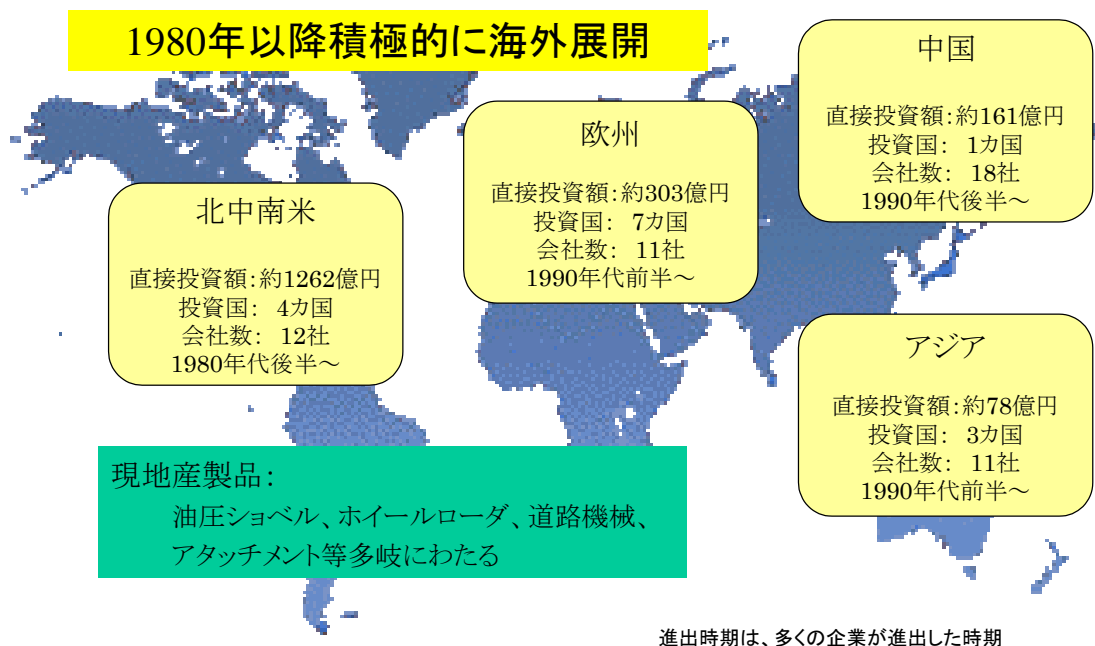 1980年以降積極的に海外展開
中国
直接投資額:約161億円
投資国: 1カ国
会社数: 18社
1990年代後半~
欧州
直接投資額:約303億円
投資国: 7カ国
会社数: 11社
1990年代前半~
北中南米
直接投資額:約1262億円
投資国: 4カ国
会社数: 12社
1980年代後半~
アジア
直接投資額:約78億円
投資国: 3カ国
会社数: 11社
1990年代前半~
現地産製品:
油圧ショベル、ホイールローダ、道路機械、
アタッチメント等多岐にわたる
進出時期は、多くの企業が進出した時期